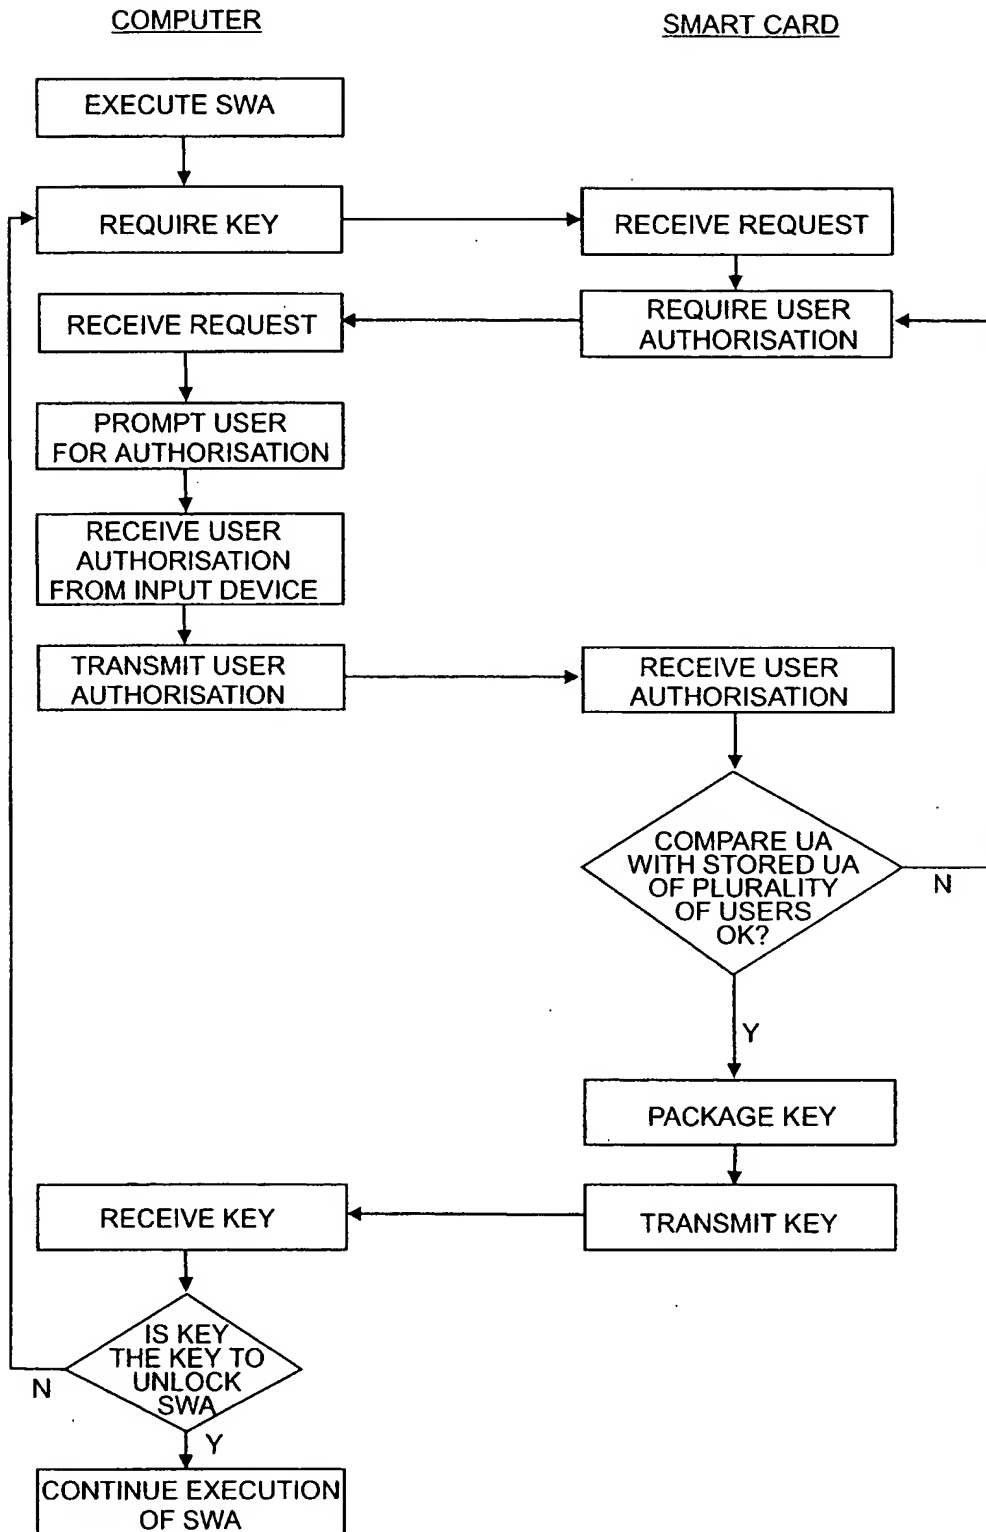 COMPUTER
SMART CARD
EXECUTE SWA
REQUIRE KEY
RECEIVE REQUEST
RECEIVE REQUEST
REQUIRE USER
AUTHORISATION
PROMPT USER
FOR AUTHORISATION
RECEIVE USER
AUTHORISATION
FROM INPUT DEVICE
TRANSMIT USER
AUTHORISATION
RECEIVE USER
AUTHORISATION
COMPARE UA
WITH STORED UA
OF PLURALITY
OF USERS
OK?
N
Y
PACKAGE KEY
RECEIVE KEY
TRANSMIT KEY
IS KEY
THE KEY TO
UNLOCK
SWA
N
Y
CONTINUE EXECUTION
OF SWA